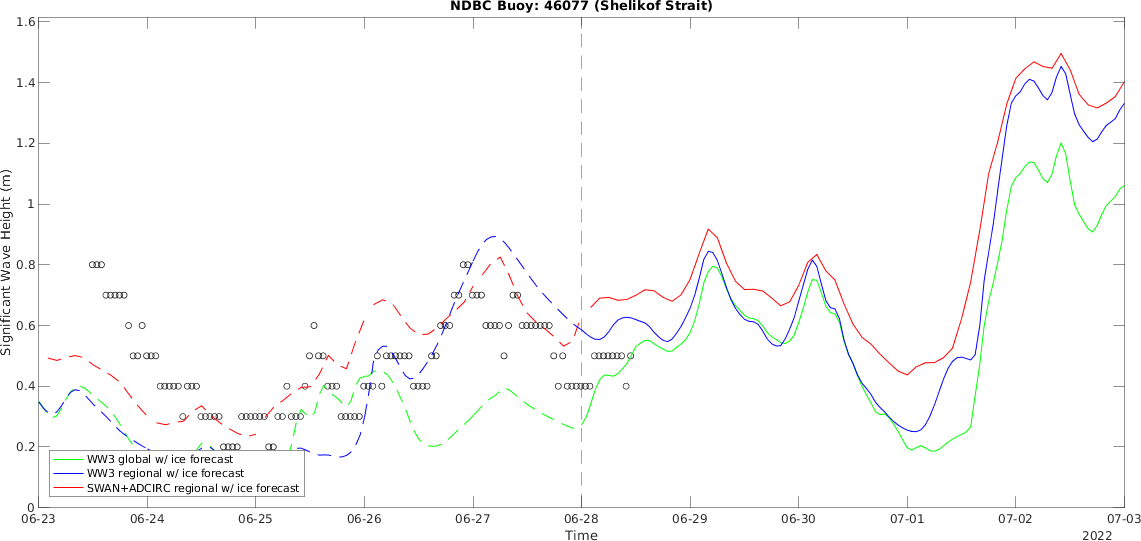 NDBC Buoy: 46077 (Shelikof Strait)
Significant Wave Height (m)
1.6
1.4
1.2
1
0.8
0.6
0.4
0.2
0
WW3 global w/ ice forecast
WW3 regional w/ ice forecast
SWAN+ADCIRC regional w/ ice forecast
06-23 06-24 06-25 06-26 06-27 06-28 06-29 06-30 07-01 07-02 07-03
Time
2022